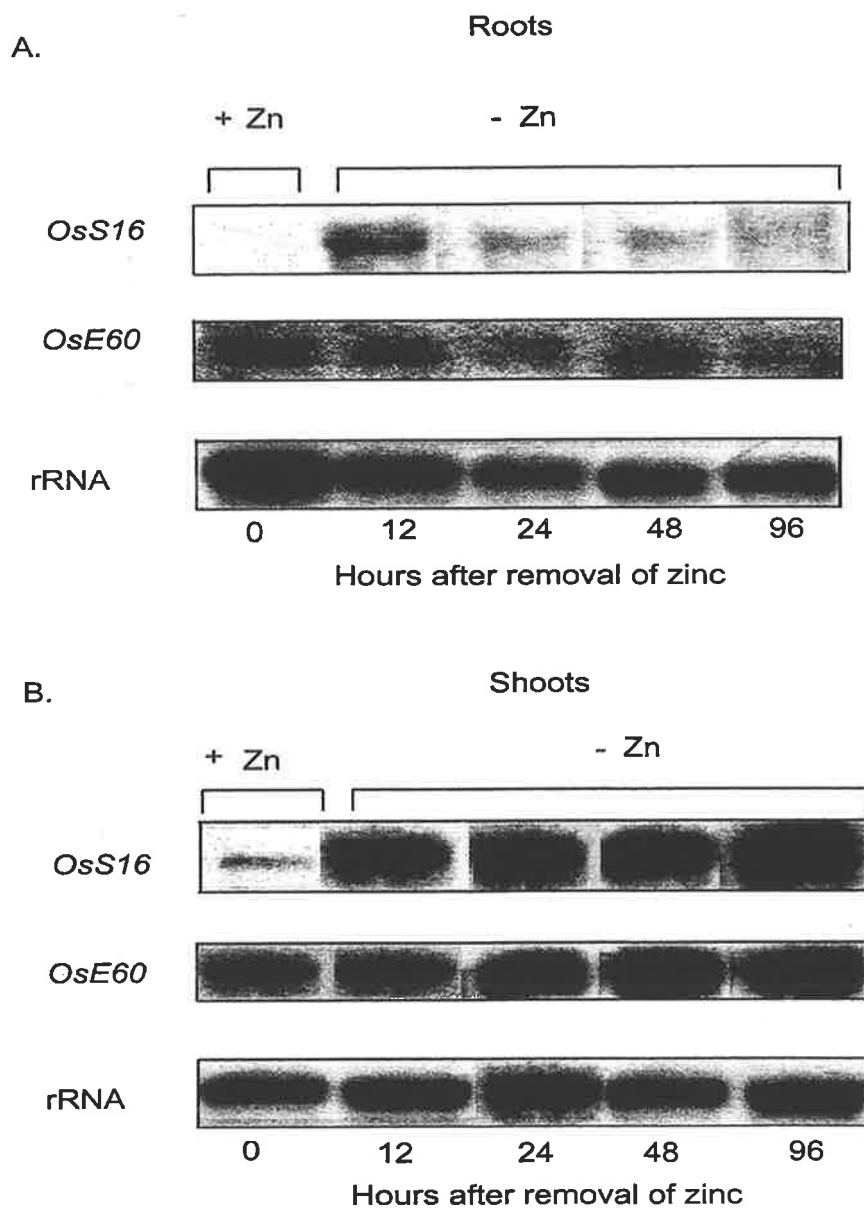 A.
Roots
+ Zn - Zn
OsS16
OsE60
rRNA
0 12 24 48 96
Hours after removal of zinc
B.
Shoots
+ Zn - Zn
OsS16
OsE60
rRNA
0 12 24 48 96
Hours after removal of zinc